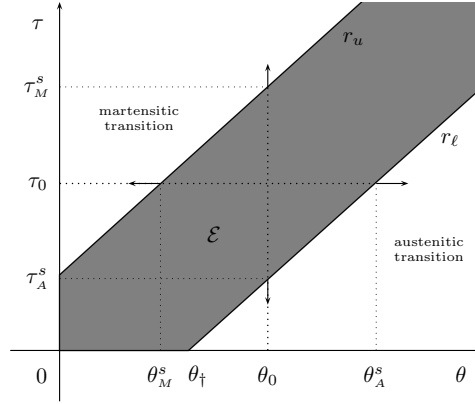 τ
r_u
τ_M^s
martensitic
transition
r_ℓ
τ_0
ℰ
austenitic
transition
τ_A^s
0
θ_M^s
θ_†
θ_0
θ_A^s
θ